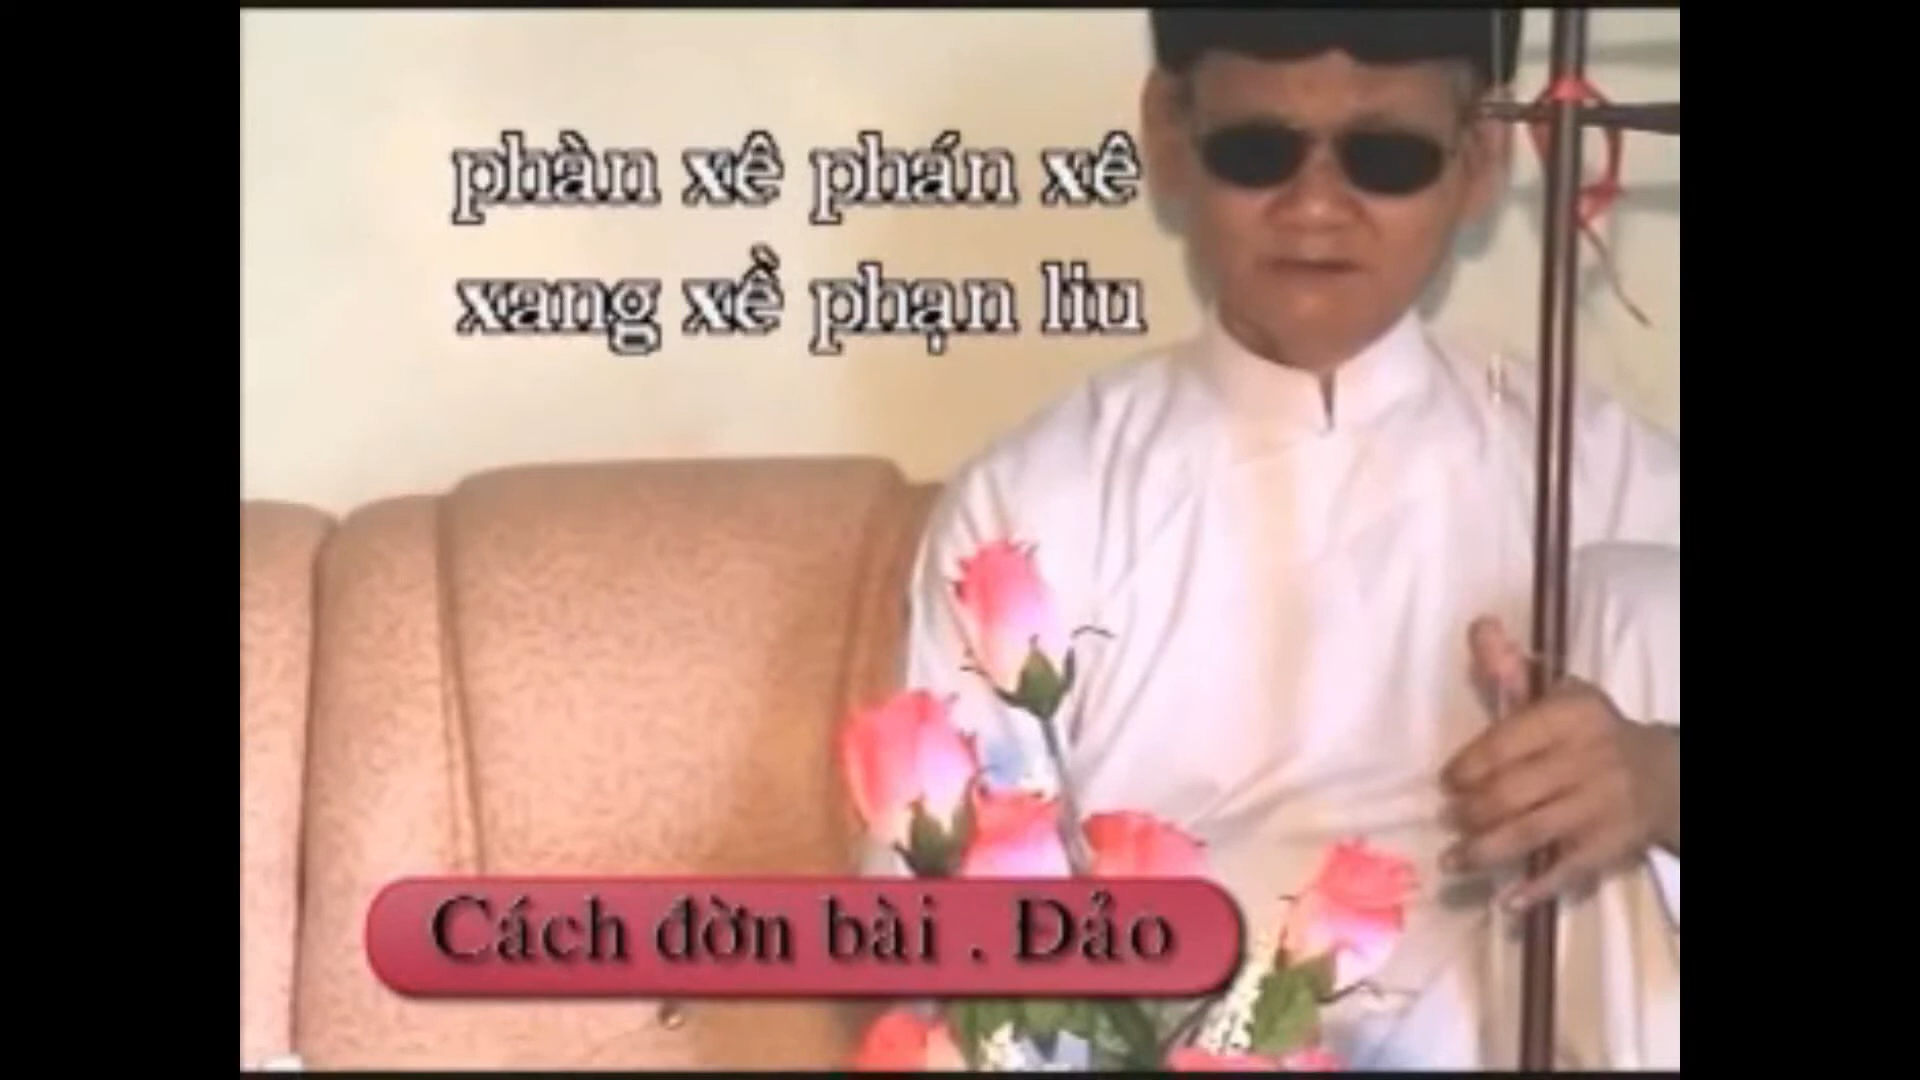 phàn xê phán xê
xang xề phạn liu
Cách đờn bài . Đảo